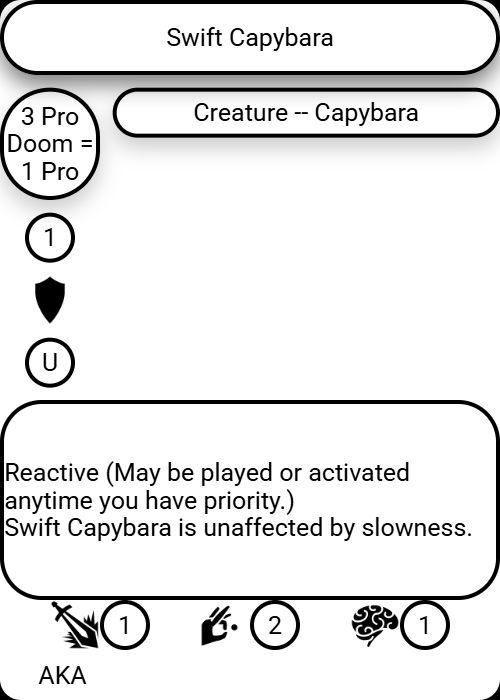 Swift Capybara
3 Pro
Doom =
1 Pro
Creature -- Capybara
1
U
Reactive (May be played or activated
anytime you have priority.)
Swift Capybara is unaffected by slowness.
1
2
1
AKA